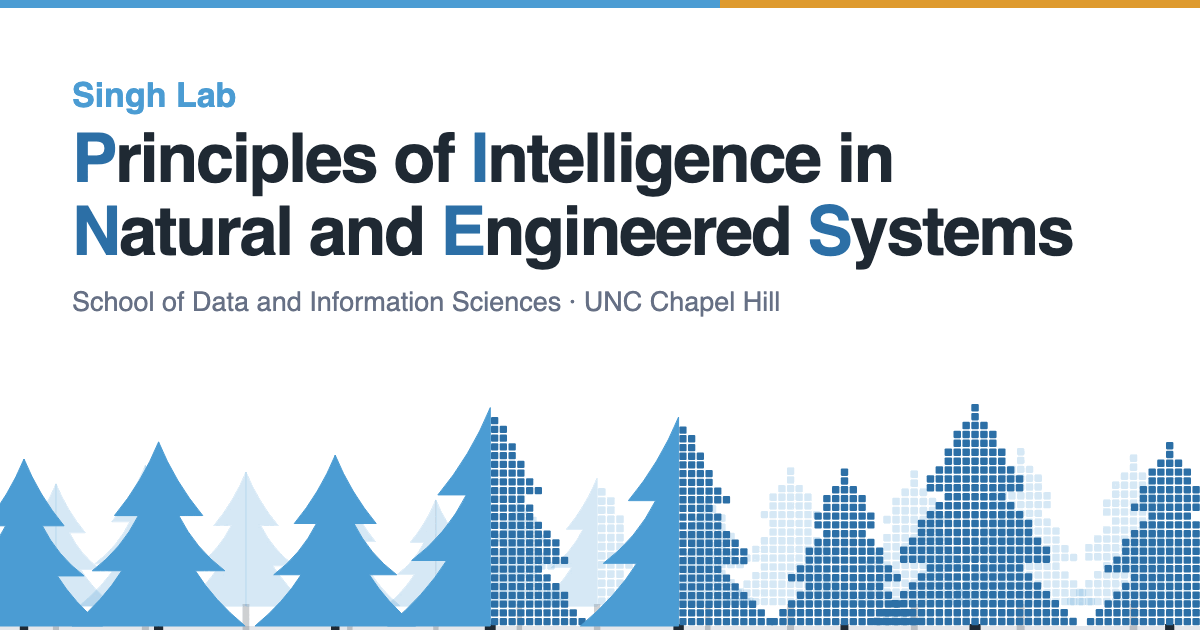 Singh Lab
Principles of Intelligence in
Natural and Engineered Systems
School of Data and Information Sciences · UNC Chapel Hill